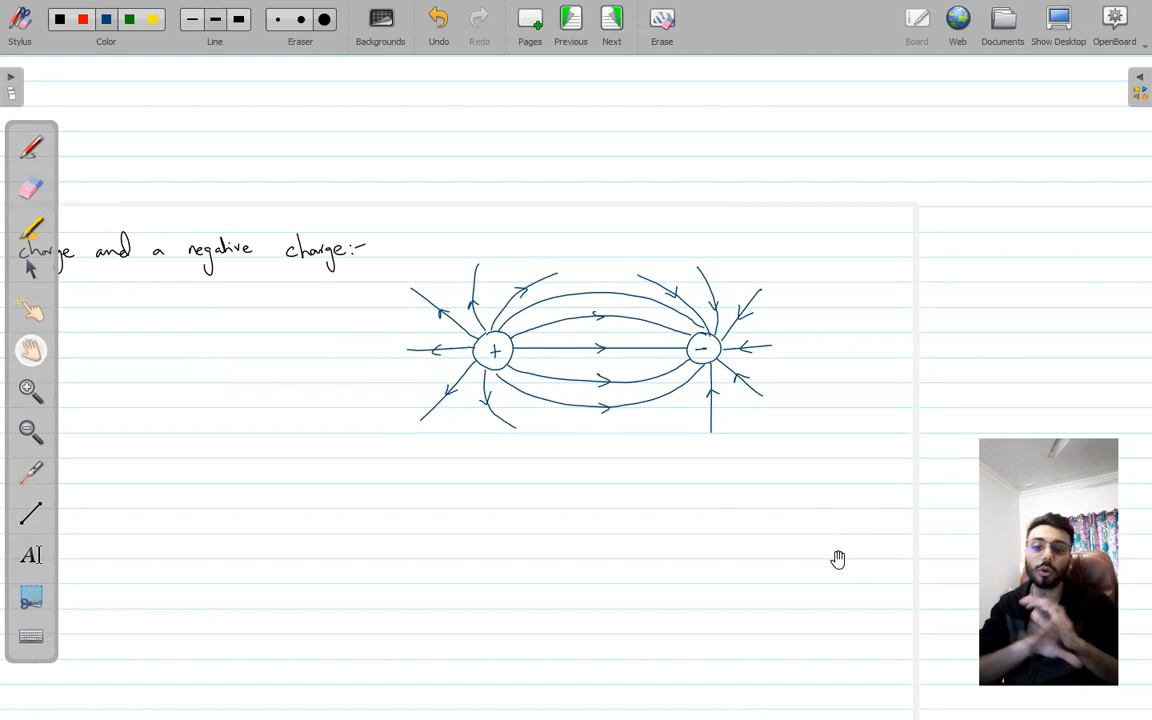 Stylus
Color
Line
Eraser
Backgrounds
Undo
Redo
Pages
Previous
Next
Erase
Board
Web
Documents
Show Desktop
OpenBoard
charge and a negative charge:-
+
-
A